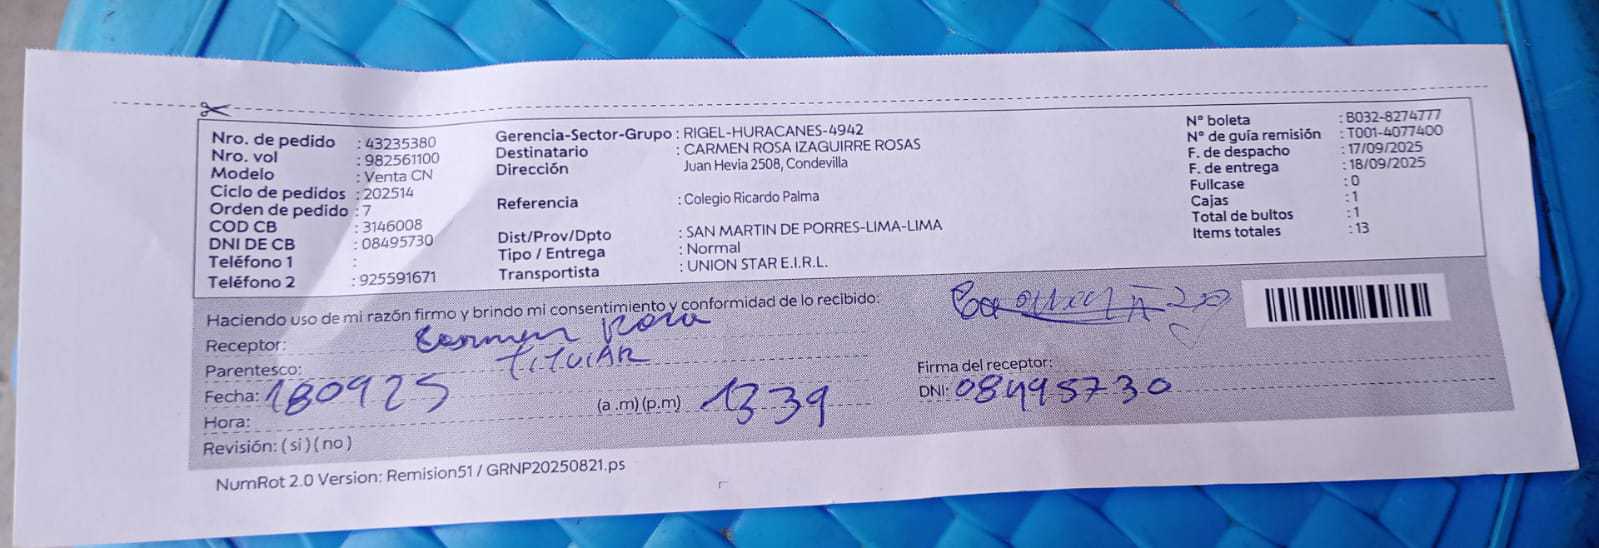 Nro. de pedido : 43235380
Nro. vol : 982561100
Modelo : Venta CN
Ciclo de pedidos : 202514
Orden de pedido : 7
COD CB : 3146008
DNI DE CB : 08495730
Teléfono 1 :
Teléfono 2 : 925591671
Gerencia-Sector-Grupo : RIGEL-HURACANES-4942
Destinatario : CARMEN ROSA IZAGUIRRE ROSAS
Dirección Juan Hevia 2508, Condevilla
Referencia : Colegio Ricardo Palma
Dist/Prov/Dpto : SAN MARTIN DE PORRES-LIMA-LIMA
Tipo / Entrega : Normal
Transportista : UNION STAR E.I.R.L.
N° boleta : B032-8274777
N° de guía remisión : T001-4077400
F. de despacho : 17/09/2025
F. de entrega : 18/09/2025
Fullcase : 0
Cajas : 1
Total de bultos : 1
Items totales : 13
Haciendo uso de mi razón firmo y brindo mi consentimiento y conformidad de lo recibido:
Receptor: Carmen Rosa
Parentesco: TITULAR
Fecha: 180925
Hora: (a .m) (p.m) 1339
Revisión: ( si ) ( no )
Firma del receptor:
DNI: 08495730
NumRot 2.0 Version: Remision51 / GRNP20250821.ps